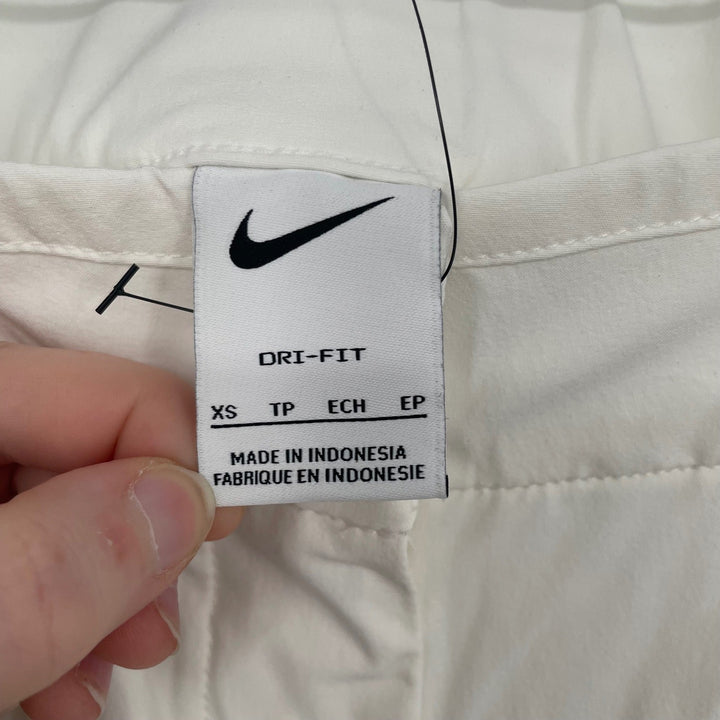 DRI-FIT
XS TP ECH EP
MADE IN INDONESIA
FABRIQUE EN INDONESIE